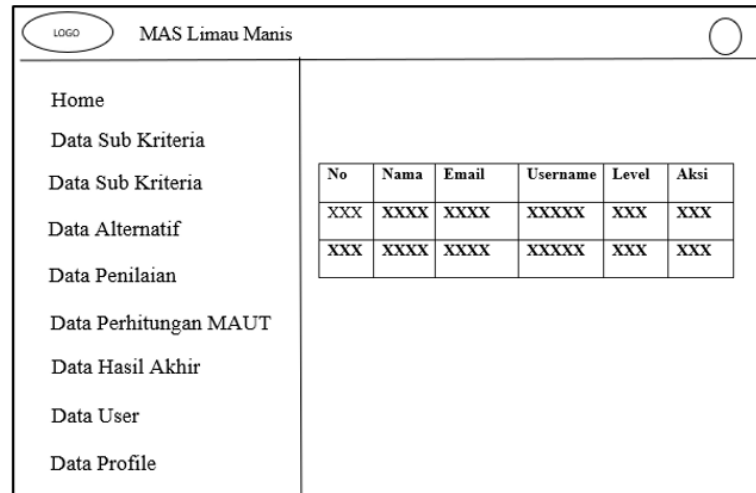 LOGO MAS Limau Manis
Home
Data Sub Kriteria
Data Sub Kriteria
Data Alternatif
Data Penilaian
Data Perhitungan MAUT
Data Hasil Akhir
Data User
Data Profile
No Nama Email Username Level Aksi
XXX XXXX XXXX XXXXX XXX XXX
XXX XXXX XXXX XXXXX XXX XXX